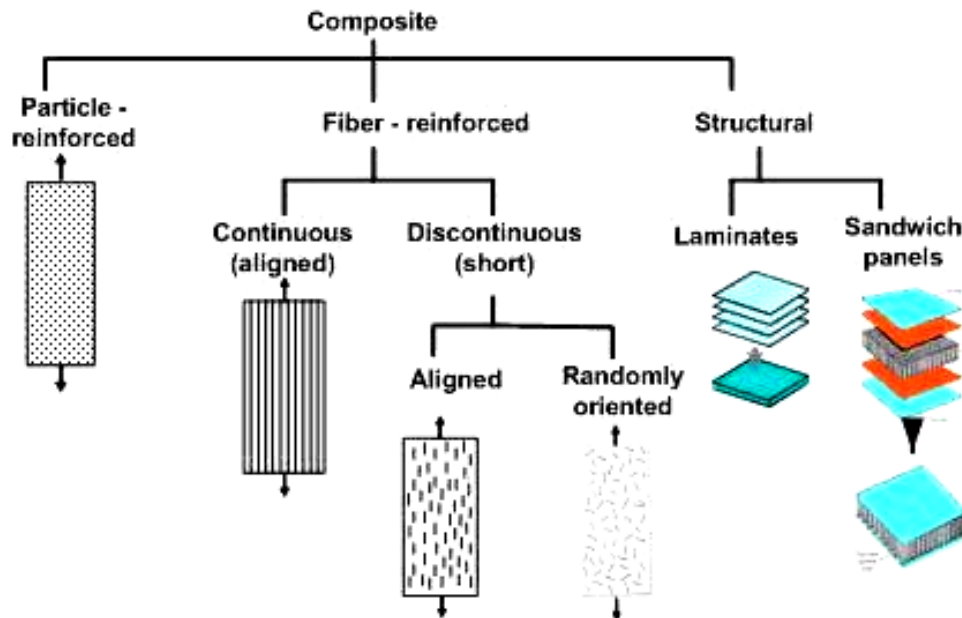 Composite
Particle -
reinforced
Fiber - reinforced
Structural
Continuous
(aligned)
Discontinuous
(short)
Laminates
Sandwich
panels
Aligned
Randomly
oriented